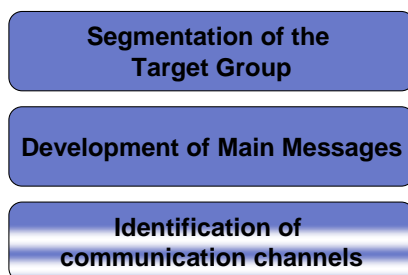 Segmentation of the
Target Group
Development of Main Messages
Identification of
communication channels